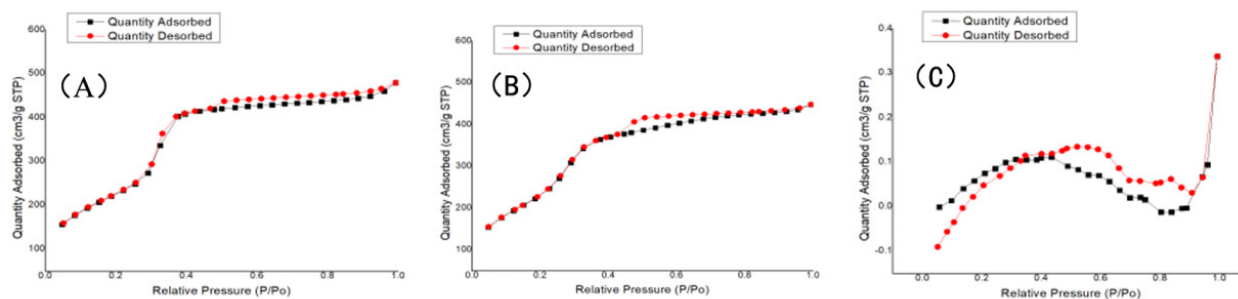 Quantity Adsorbed
Quantity Desorbed
(A)
Quantity Adsorbed (cm3/g STP)
600
500
400
300
200
100
0.0 0.2 0.4 0.6 0.8 1.0
Relative Pressure (P/Po)
Quantity Adsorbed
Quantity Desorbed
(B)
Quantity Adsorbed (cm3/g STP)
600
500
400
300
200
100
0.0 0.2 0.4 0.6 0.8 1.0
Relative Pressure (P/Po)
Quantity Adsorbed
Quantity Desorbed
(C)
Quantity Adsorbed (cm3/g STP)
0.4
0.3
0.2
0.1
0.0
-0.1
0.0 0.2 0.4 0.6 0.8 1.0
Relative Pressure (P/Po)